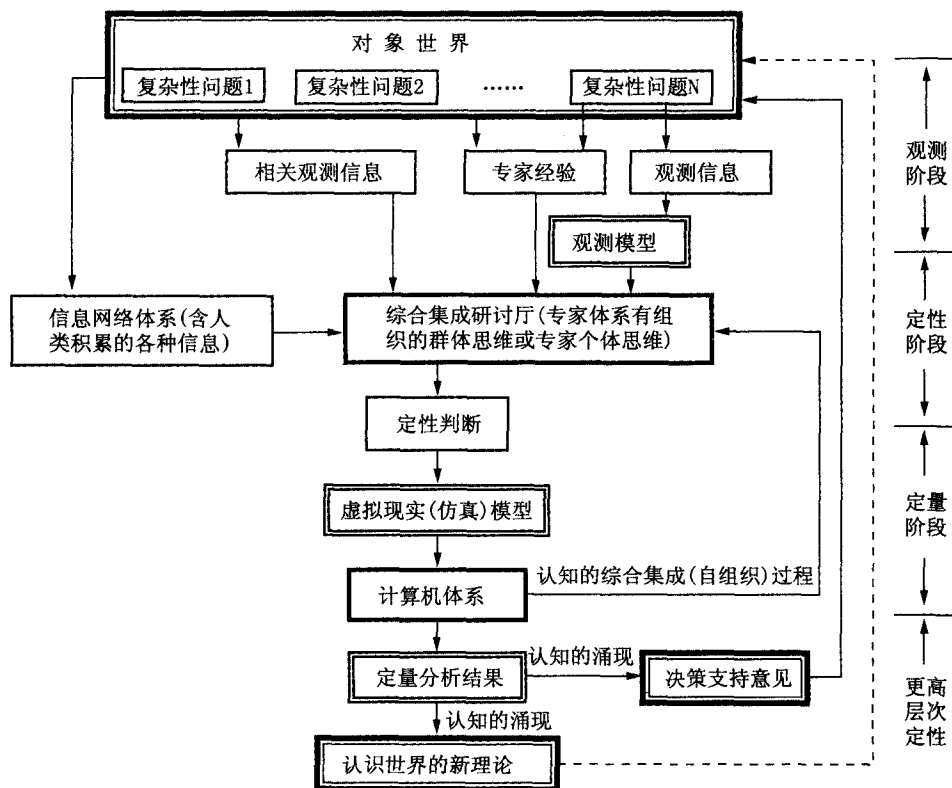 对象世界
复杂性问题1
复杂性问题2
……
复杂性问题N
相关观测信息
专家经验
观测信息
观测模型
信息网络体系(含人
类积累的各种信息)
综合集成研讨厅(专家体系有组
织的群体思维或专家个体思维)
定性判断
虚拟现实(仿真)模型
计算机体系
认知的综合集成(自组织)过程
定量分析结果
认知的涌现
决策支持意见
认知的涌现
认识世界的新理论
观测
阶段
定性
阶段
定量
阶段
更高
层次
定性